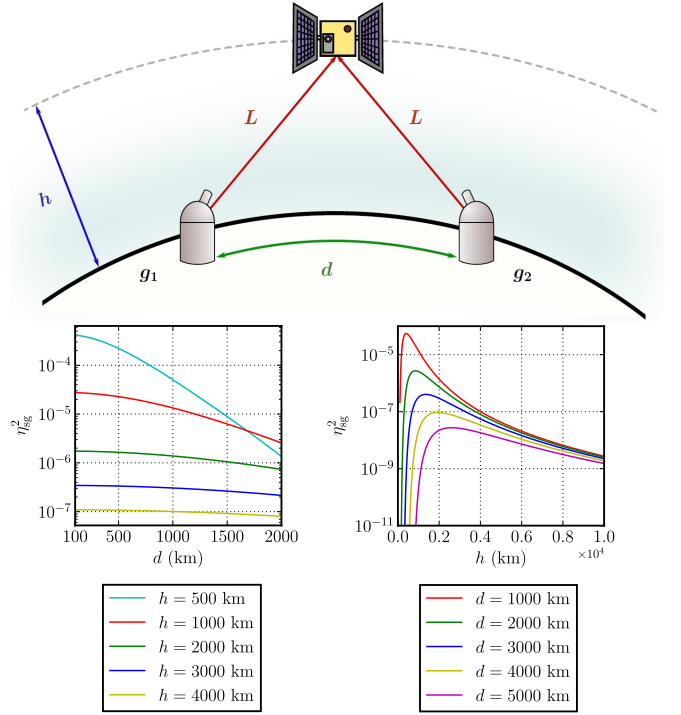 L L
h
d
g₁ g₂
10⁻⁴
10⁻⁵
10⁻⁶
10⁻⁷
η²sg
100 500 1000 1500 2000
d (km)
10⁻⁵
10⁻⁷
10⁻⁹
10⁻¹¹
η²sg
0.0 0.2 0.4 0.6 0.8 1.0
h (km) ×10⁴
h = 500 km
h = 1000 km
h = 2000 km
h = 3000 km
h = 4000 km
d = 1000 km
d = 2000 km
d = 3000 km
d = 4000 km
d = 5000 km